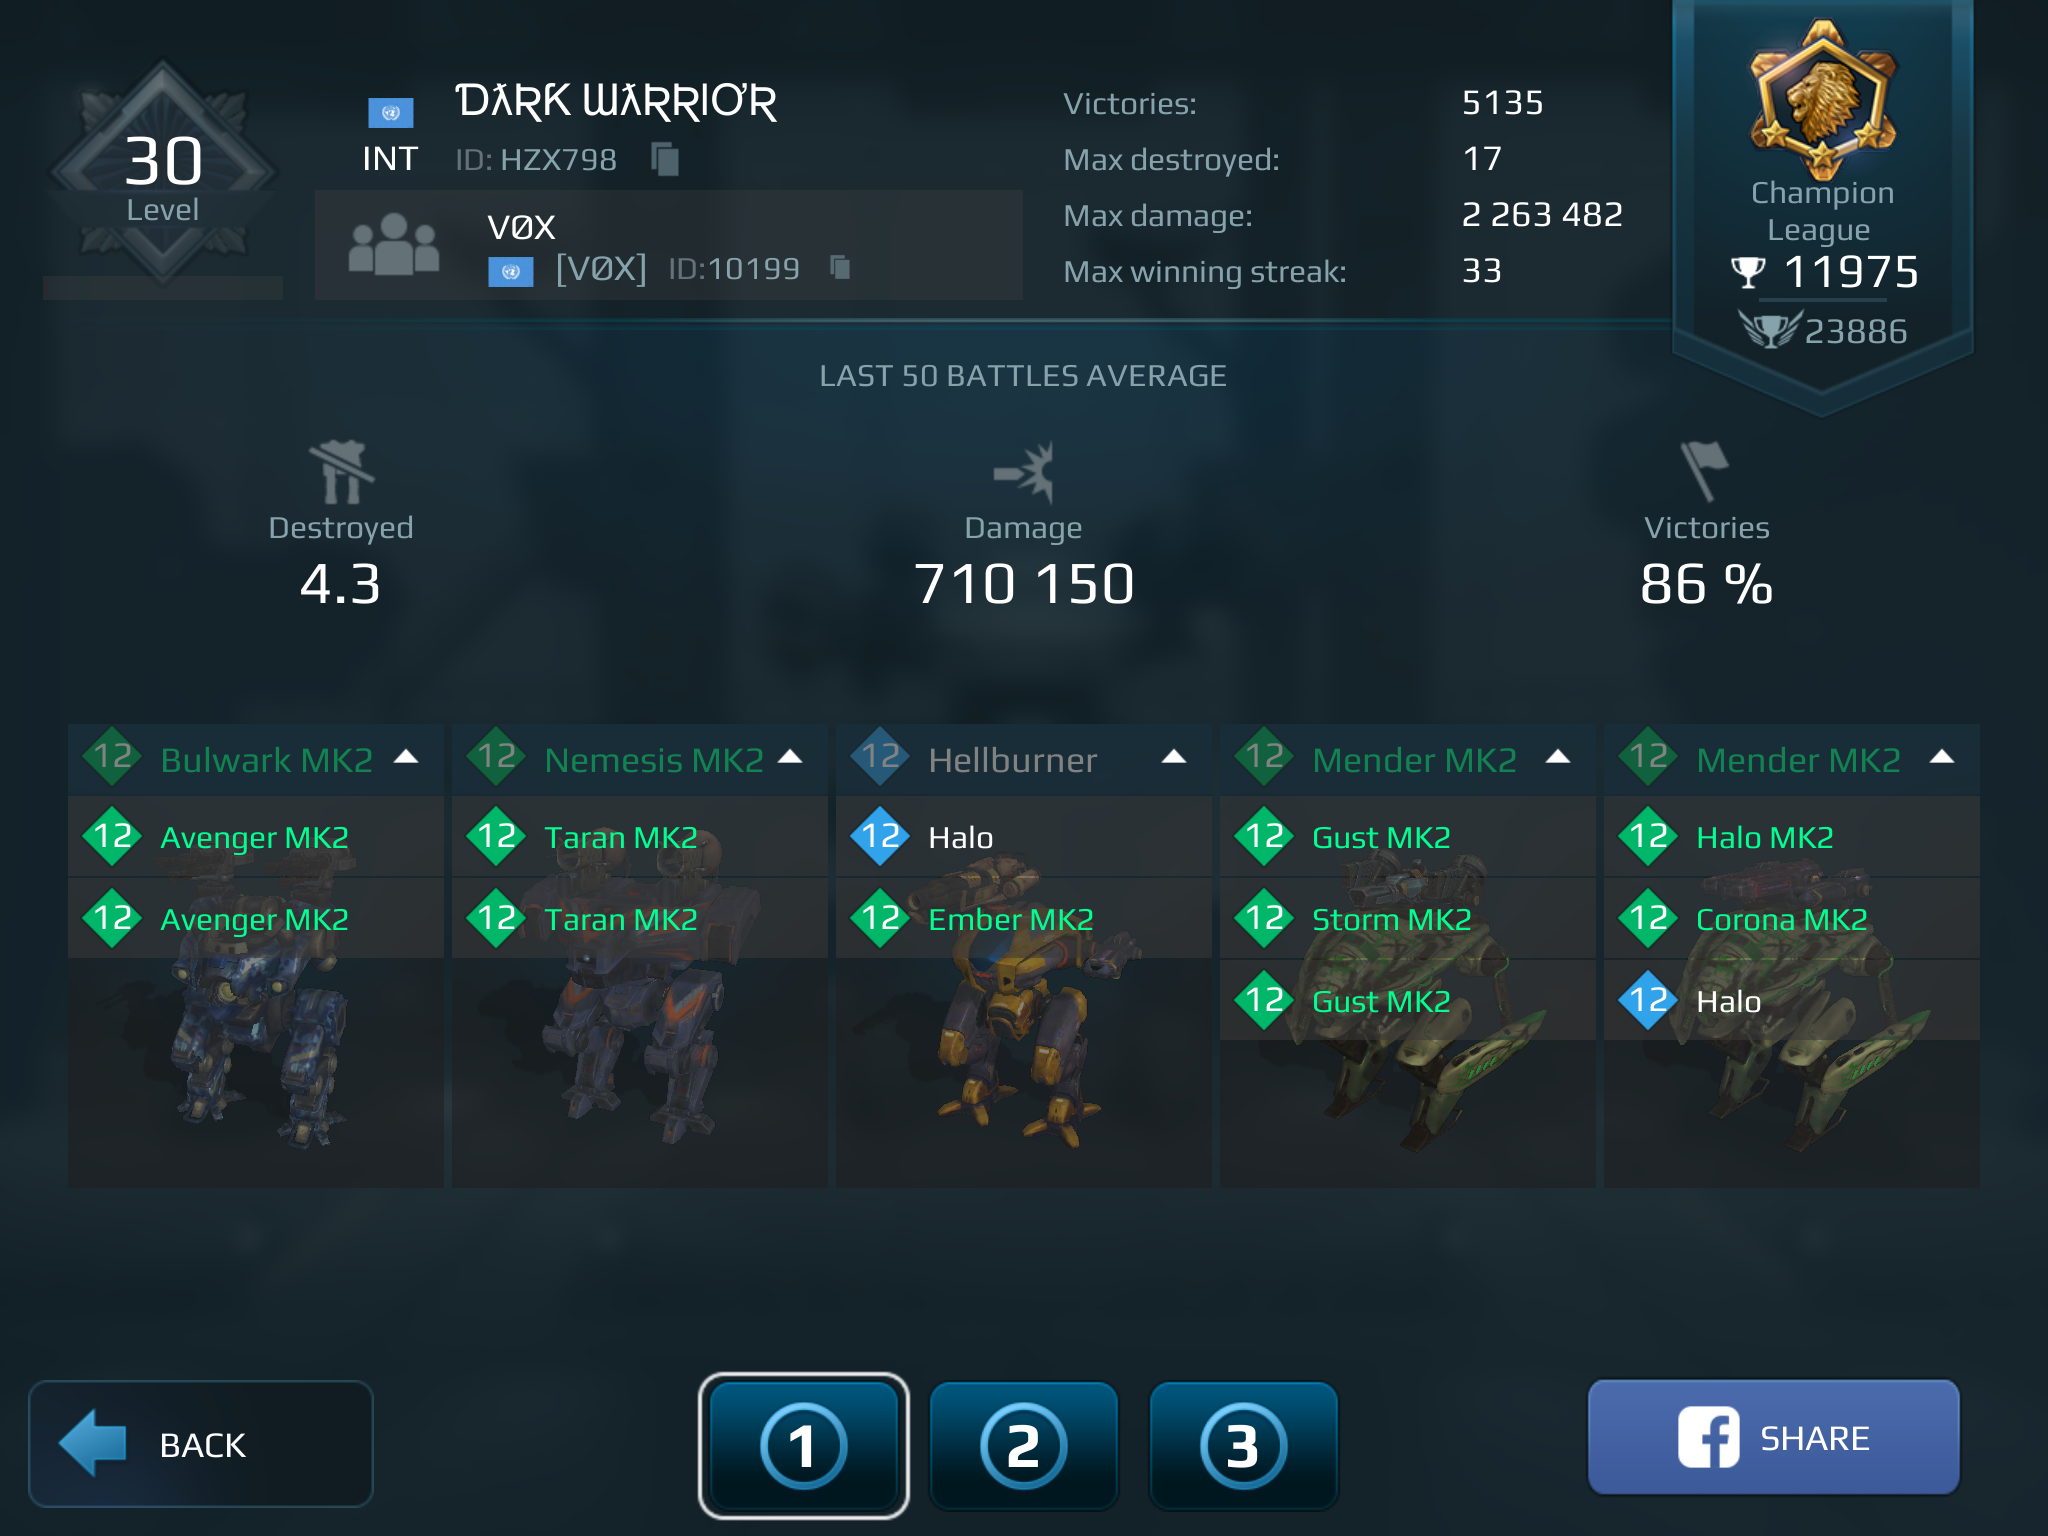 30
Level
INT
ƊƛƦƘ ƜƛƦƦƖƠƦ
ID: HZX798
VØX
[VØX] ID:10199
Victories: 5135
Max destroyed: 17
Max damage: 2 263 482
Max winning streak: 33
Champion
League
11975
23886
LAST 50 BATTLES AVERAGE
Destroyed
4.3
Damage
710 150
Victories
86 %
12 Bulwark MK2
12 Avenger MK2
12 Avenger MK2
12 Nemesis MK2
12 Taran MK2
12 Taran MK2
12 Hellburner
12 Halo
12 Ember MK2
12 Mender MK2
12 Gust MK2
12 Storm MK2
12 Gust MK2
12 Mender MK2
12 Halo MK2
12 Corona MK2
12 Halo
BACK
1
2
3
SHARE